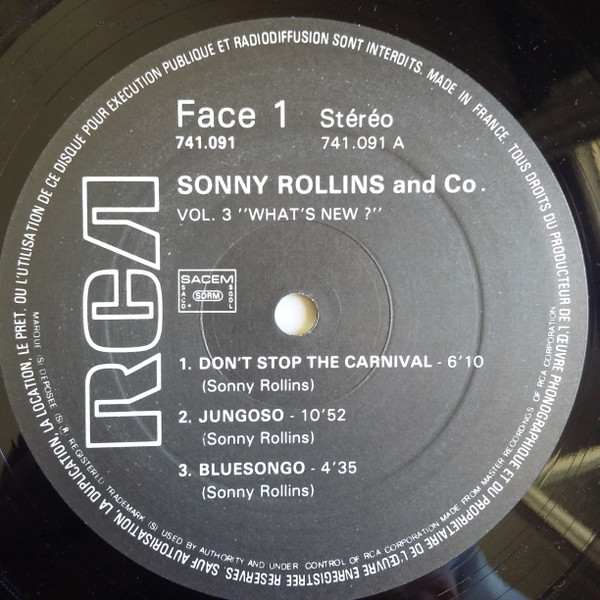 Face 1 Stéréo
741.091 741.091 A
SONNY ROLLINS and Co.
VOL. 3 "WHAT'S NEW ?"
RCA
SACEM
SACD SDRM SGDL
1. DON'T STOP THE CARNIVAL - 6'10
(Sonny Rollins)
2. JUNGOSO - 10'52
(Sonny Rollins)
3. BLUESONGO - 4'35
(Sonny Rollins)
MADE IN FRANCE. TOUS DROITS DU PRODUCTEUR DE L'ŒUVRE PHONOGRAPHIQUE ET DU PROPRIETAIRE DE L'ŒUVRE ENREGISTREE RESERVES. SAUF AUTORISATION, LA DUPLICATION, LA LOCATION, LE PRET, OU L'UTILISATION DE CE DISQUE POUR EXECUTION PUBLIQUE ET RADIODIFFUSION SONT INTERDITS.
MARQUE (S) DEPOSEE (S) R. REGISTERED TRADEMARK (S) USED BY AUTHORITY AND UNDER CONTROL OF RCA CORPORATION MADE FROM MASTER RECORDINGS OF RCA CORPORATION